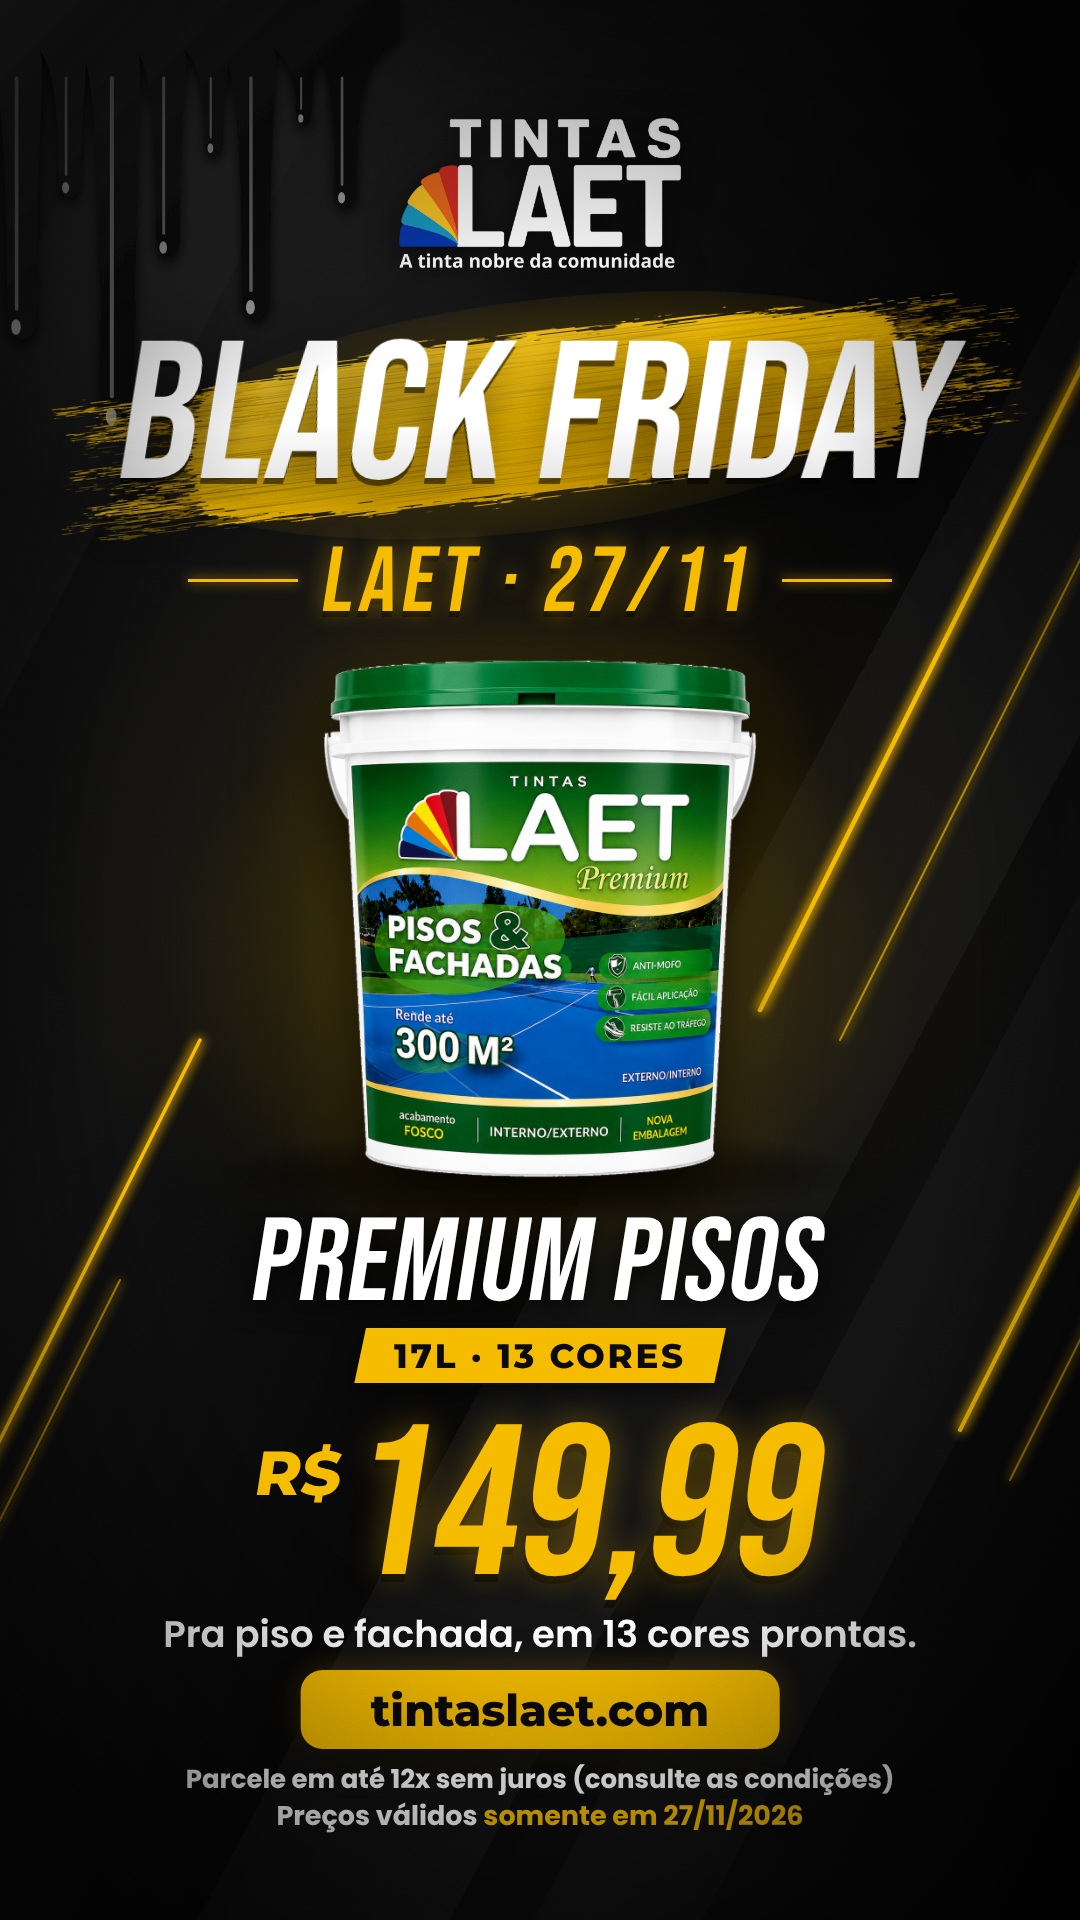 TINTAS
LAET
A tinta nobre da comunidade
BLACK FRIDAY
LAET · 27/11
TINTAS
LAET
Premium
PISOS &
FACHADAS
ANTI-MOFO
FÁCIL APLICAÇÃO
RESISTE AO TRÁFEGO
Rende até
300 M²
EXTERNO/INTERNO
acabamento
FOSCO
INTERNO/EXTERNO
NOVA
EMBALAGEM
PREMIUM PISOS
17L · 13 CORES
R$ 149,99
Pra piso e fachada, em 13 cores prontas.
tintaslaet.com
Parcele em até 12x sem juros (consulte as condições)
Preços válidos somente em 27/11/2026